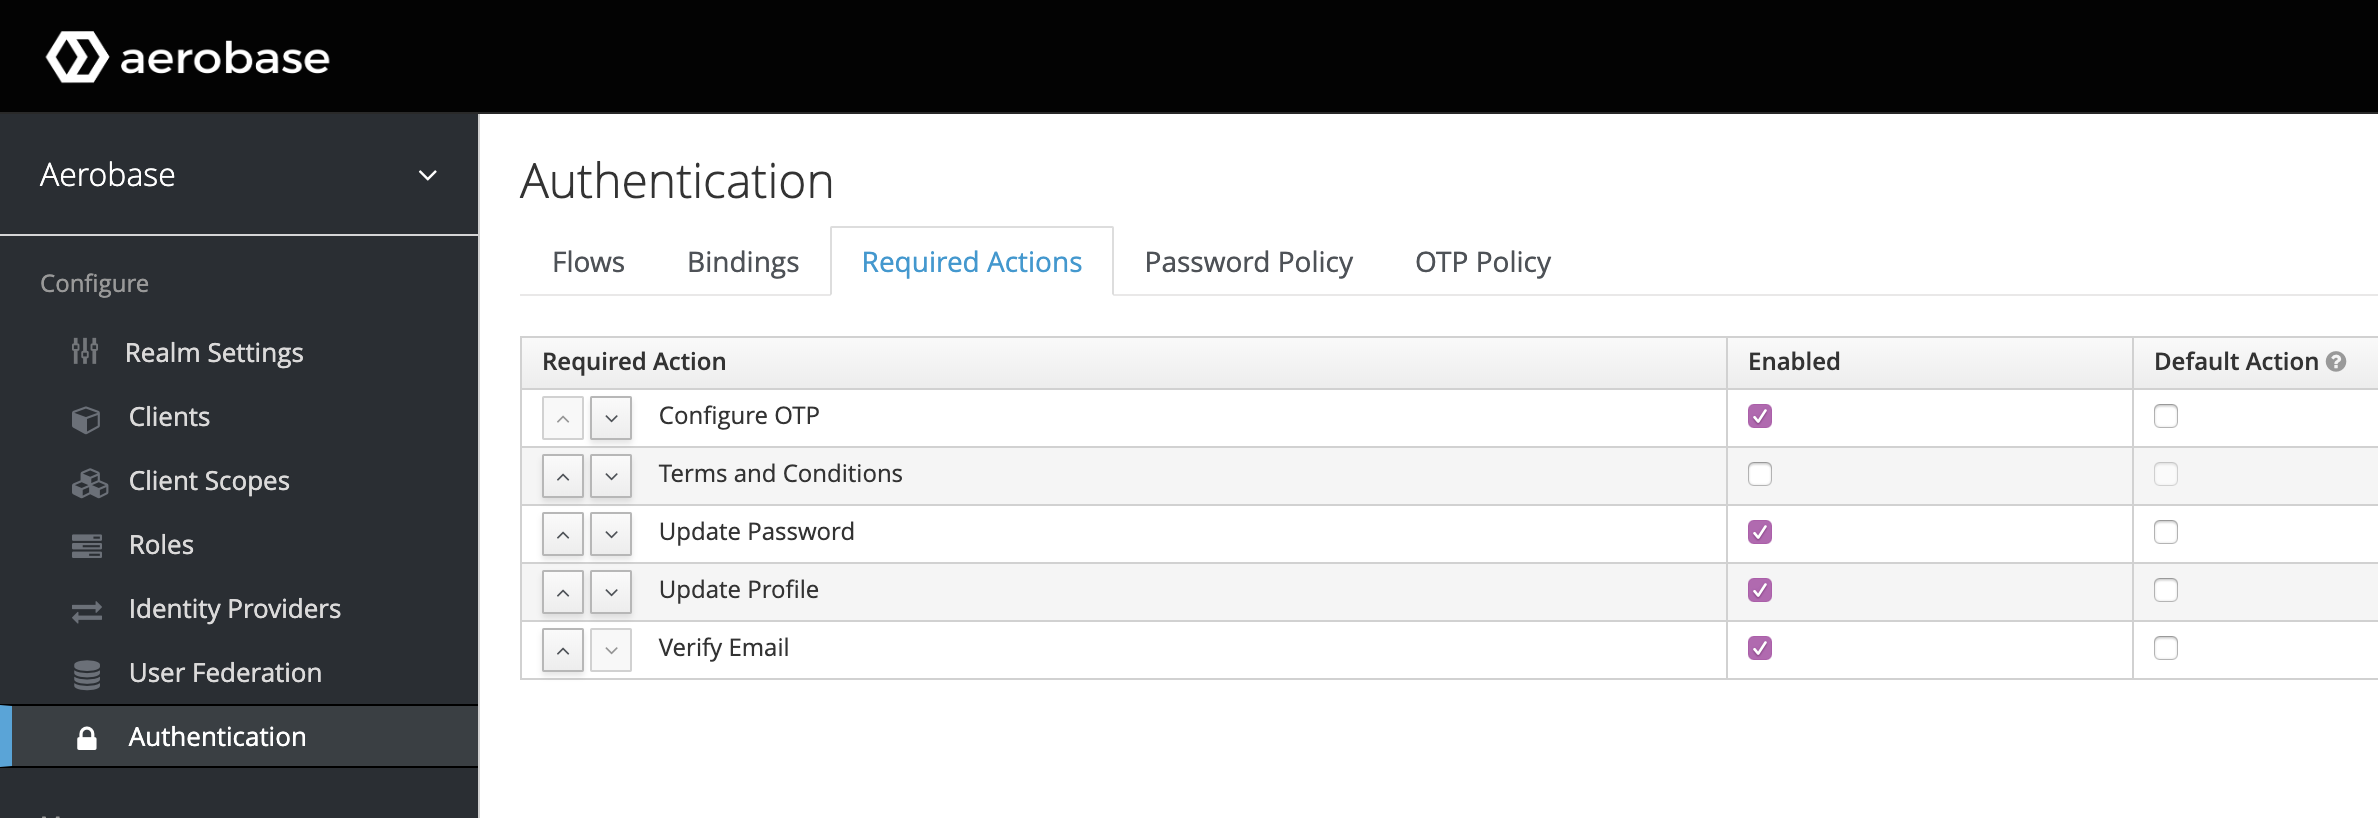 aerobase
Aerobase
Configure
Realm Settings
Clients
Client Scopes
Roles
Identity Providers
User Federation
Authentication
Authentication
Flows Bindings Required Actions Password Policy OTP Policy
Required Action Enabled Default Action ?
Configure OTP
Terms and Conditions
Update Password
Update Profile
Verify Email